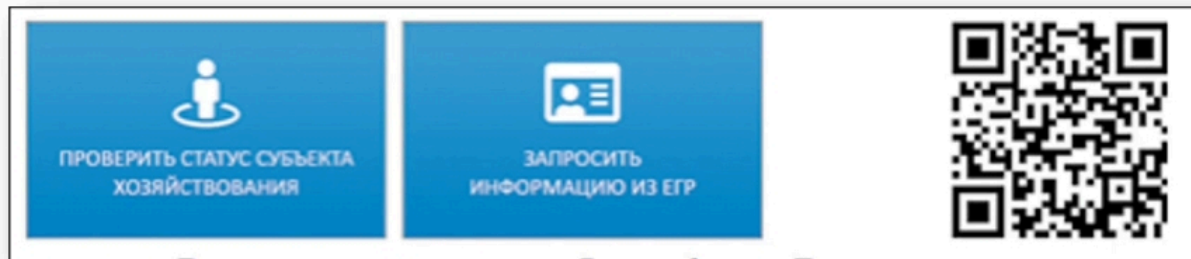 ПРОВЕРИТЬ СТАТУС СУБЪЕКТА
ХОЗЯЙСТВОВАНИЯ
ЗАПРОСИТЬ
ИНФОРМАЦИЮ ИЗ ЕГР